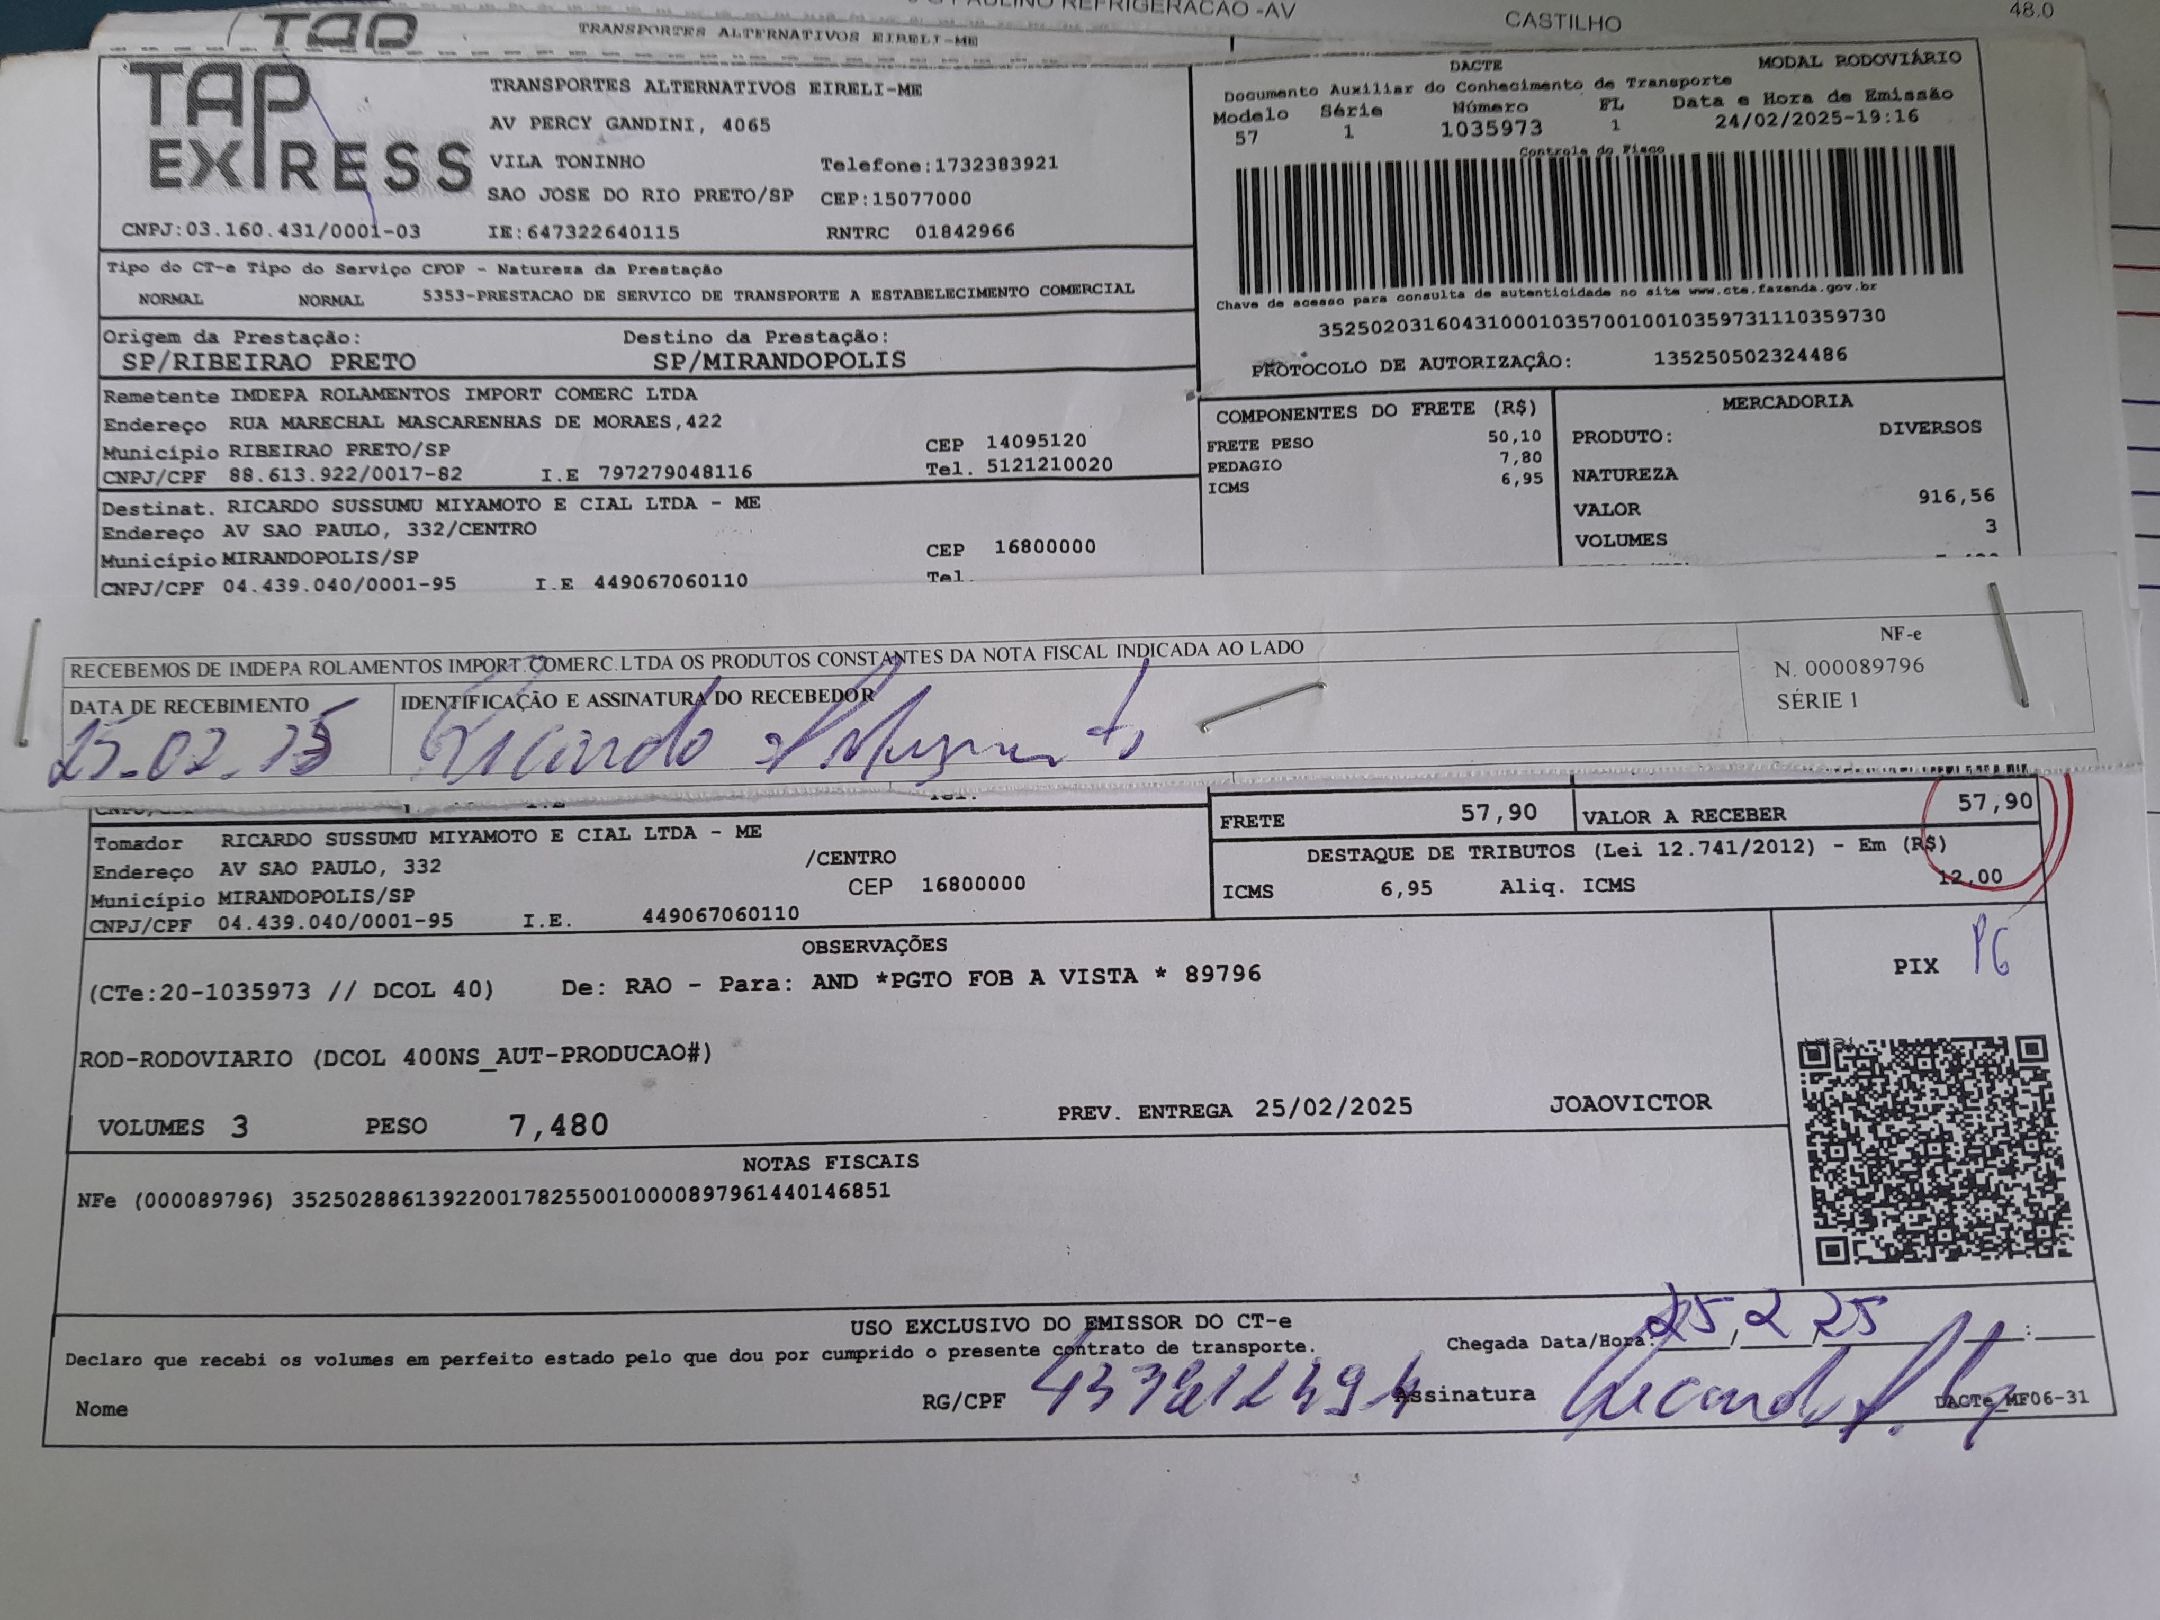 REFRIGERACAO -AV
CASTILHO
48.0
TAP
TRANSPORTES ALTERNATIVOS EIRELI-ME
TAP EXPRESS
TRANSPORTES ALTERNATIVOS EIRELI-ME
AV PERCY GANDINI, 4065
VILA TONINHO Telefone:1732383921
SAO JOSE DO RIO PRETO/SP CEP:15077000
CNPJ:03.160.431/0001-03 IE:647322640115 RNTRC 01842966
DACTE MODAL RODOVIÁRIO
Documento Auxiliar do Conhecimento de Transporte
Modelo Série Número FL Data e Hora de Emissão
57 1 1035973 1 24/02/2025-19:16
Controle do Fisco
Chave de acesso para consulta de autenticidade no site www.cte.fazenda.gov.br
35250203160431000103570010010359731110359730
PROTOCOLO DE AUTORIZAÇÂO: 135250502324486
Tipo do CT-e Tipo do Serviço CFOP - Natureza da Prestação
NORMAL NORMAL 5353-PRESTACAO DE SERVICO DE TRANSPORTE A ESTABELECIMENTO COMERCIAL
Origem da Prestação: Destino da Prestação:
SP/RIBEIRAO PRETO SP/MIRANDOPOLIS
Remetente IMDEPA ROLAMENTOS IMPORT COMERC LTDA
Endereço RUA MARECHAL MASCARENHAS DE MORAES,422
Município RIBEIRAO PRETO/SP CEP 14095120
CNPJ/CPF 88.613.922/0017-82 I.E 797279048116 Tel. 5121210020
Destinat. RICARDO SUSSUMU MIYAMOTO E CIAL LTDA - ME
Endereço AV SAO PAULO, 332/CENTRO
Município MIRANDOPOLIS/SP CEP 16800000
CNPJ/CPF 04.439.040/0001-95 I.E 449067060110 Tel.
COMPONENTES DO FRETE (R$)
FRETE PESO 50,10
PEDAGIO 7,80
ICMS 6,95
MERCADORIA
PRODUTO: DIVERSOS
NATUREZA
VALOR 916,56
VOLUMES 3
RECEBEMOS DE IMDEPA ROLAMENTOS IMPORT.COMERC.LTDA OS PRODUTOS CONSTANTES DA NOTA FISCAL INDICADA AO LADO
DATA DE RECEBIMENTO IDENTIFICAÇÃO E ASSINATURA DO RECEBEDOR
25.02.25 Ricardo
NF-e
N. 000089796
SÉRIE 1
FRETE 57,90 VALOR A RECEBER 57,90
Tomador RICARDO SUSSUMU MIYAMOTO E CIAL LTDA - ME
Endereço AV SAO PAULO, 332 /CENTRO
Município MIRANDOPOLIS/SP CEP 16800000
CNPJ/CPF 04.439.040/0001-95 I.E. 449067060110
DESTAQUE DE TRIBUTOS (Lei 12.741/2012) - Em (R$)
ICMS 6,95 Aliq. ICMS 12,00
OBSERVAÇÕES
(CTe:20-1035973 // DCOL 40) De: RAO - Para: AND *PGTO FOB A VISTA * 89796
PIX PG
ROD-RODOVIARIO (DCOL 400NS_AUT-PRODUCAO#)
VOLUMES 3 PESO 7,480 PREV. ENTREGA 25/02/2025 JOAOVICTOR
NOTAS FISCAIS
NFe (000089796) 35250288613922001782550010000897961440146851
USO EXCLUSIVO DO EMISSOR DO CT-e
Declaro que recebi os volumes em perfeito estado pelo que dou por cumprido o presente contrato de transporte. Chegada Data/Hora: 25/2/25 :
Nome RG/CPF Assinatura Ricardo DACTe_MF06-31